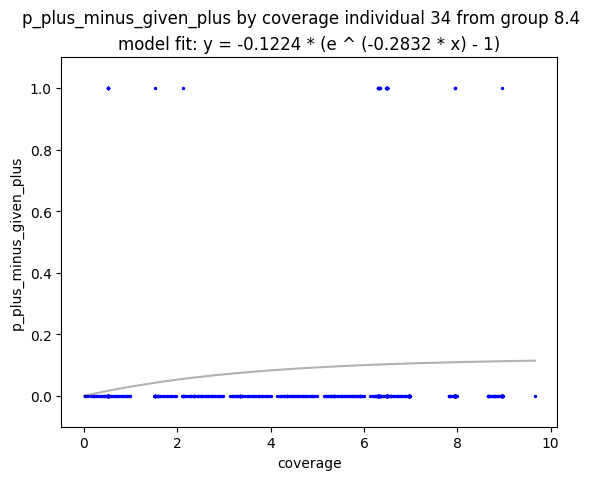 p_plus_minus_given_plus by coverage individual 34 from group 8.4
model fit: y = -0.1224 * (e ^ (-0.2832 * x) - 1)
p_plus_minus_given_plus
1.0
0.8
0.6
0.4
0.2
0.0
0 2 4 6 8 10
coverage